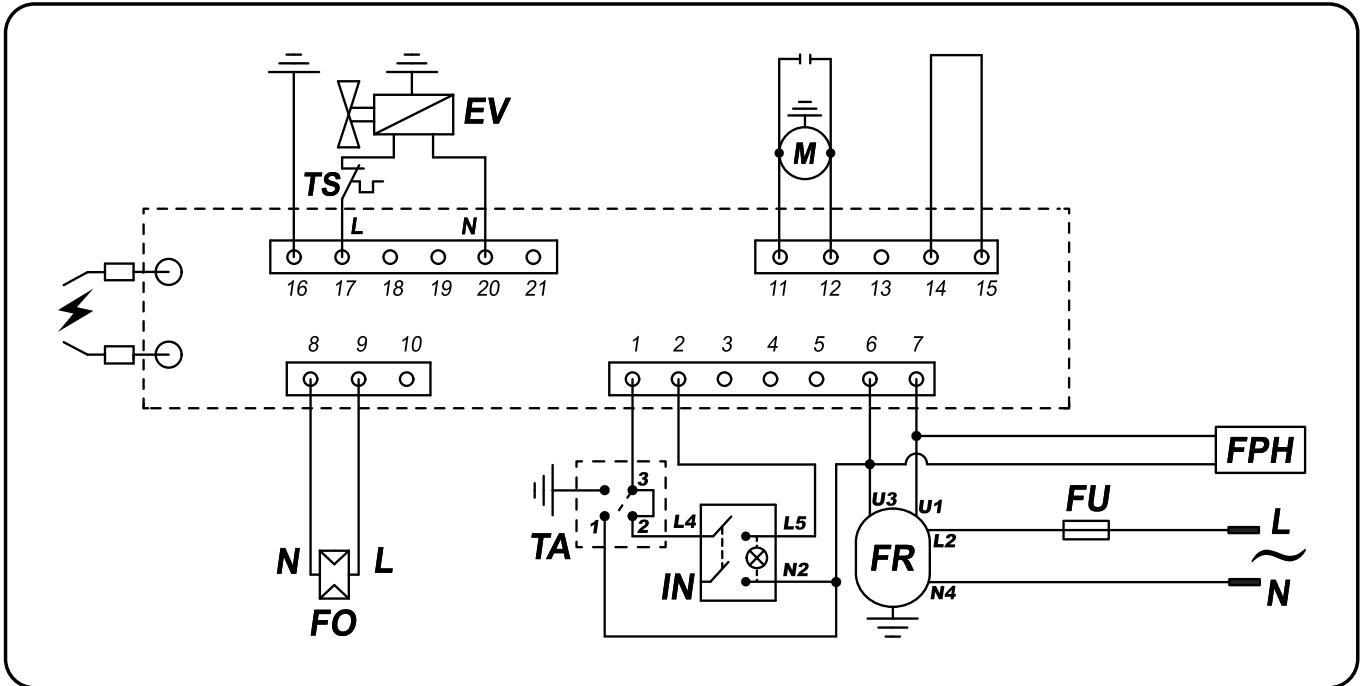 EV
M
TS
L N
16 17 18 19 20 21
11 12 13 14 15
8 9 10
1 2 3 4 5 6 7
FPH
3
U3 U1
FU
1 2 L4 L5
L2 L
TA
N L
FR
IN N2
N4 N
FO